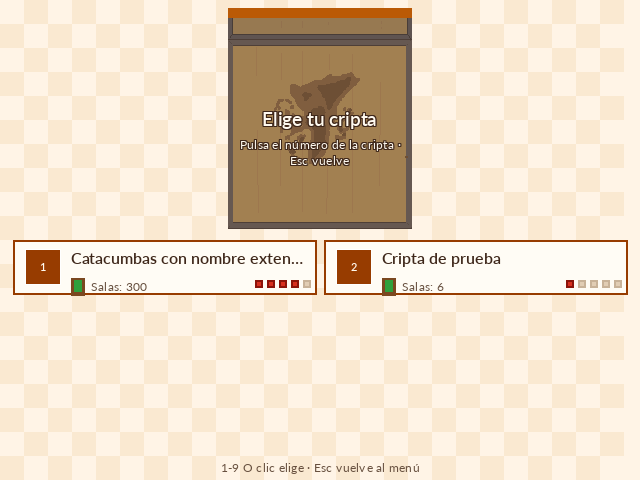 Elige tu cripta
Pulsa el número de la cripta ·
Esc vuelve
1
Catacumbas con nombre exten...
Salas: 300
2
Cripta de prueba
Salas: 6
1-9 O clic elige · Esc vuelve al menú